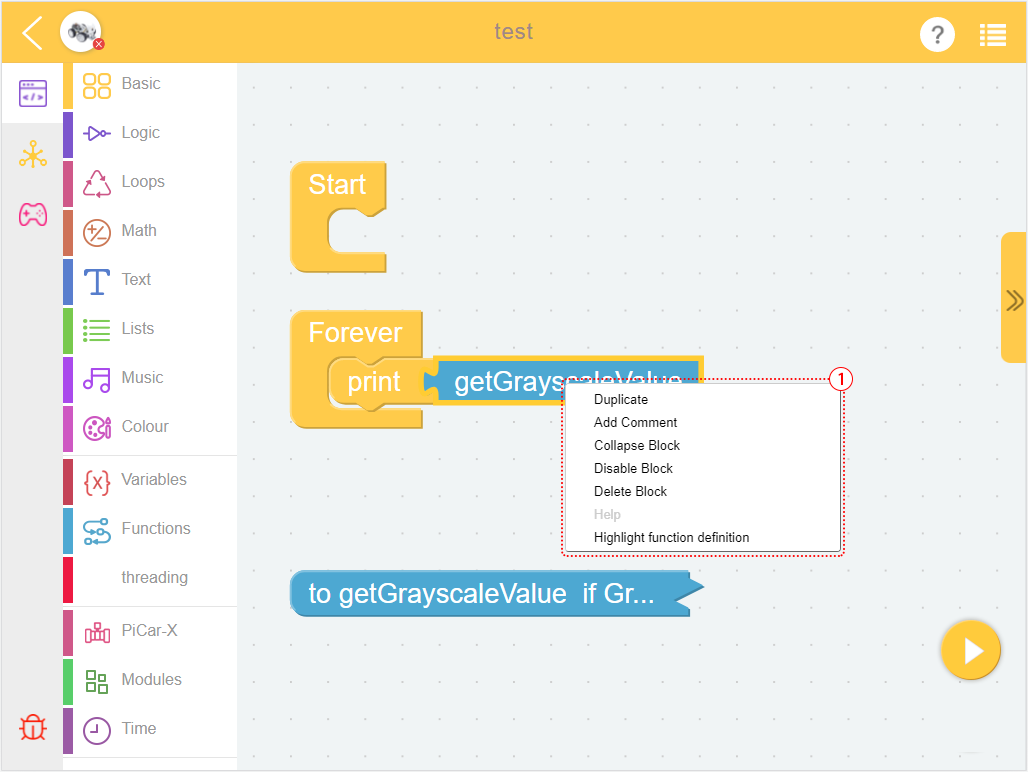 test
?
Basic
Logic
Loops
Math
Text
Lists
Music
Colour
Variables
Functions
threading
PiCar-X
Modules
Time
Start
Forever
print
getGrayscaleValue
1
Duplicate
Add Comment
Collapse Block
Disable Block
Delete Block
Help
Highlight function definition
to getGrayscaleValue if Gr...